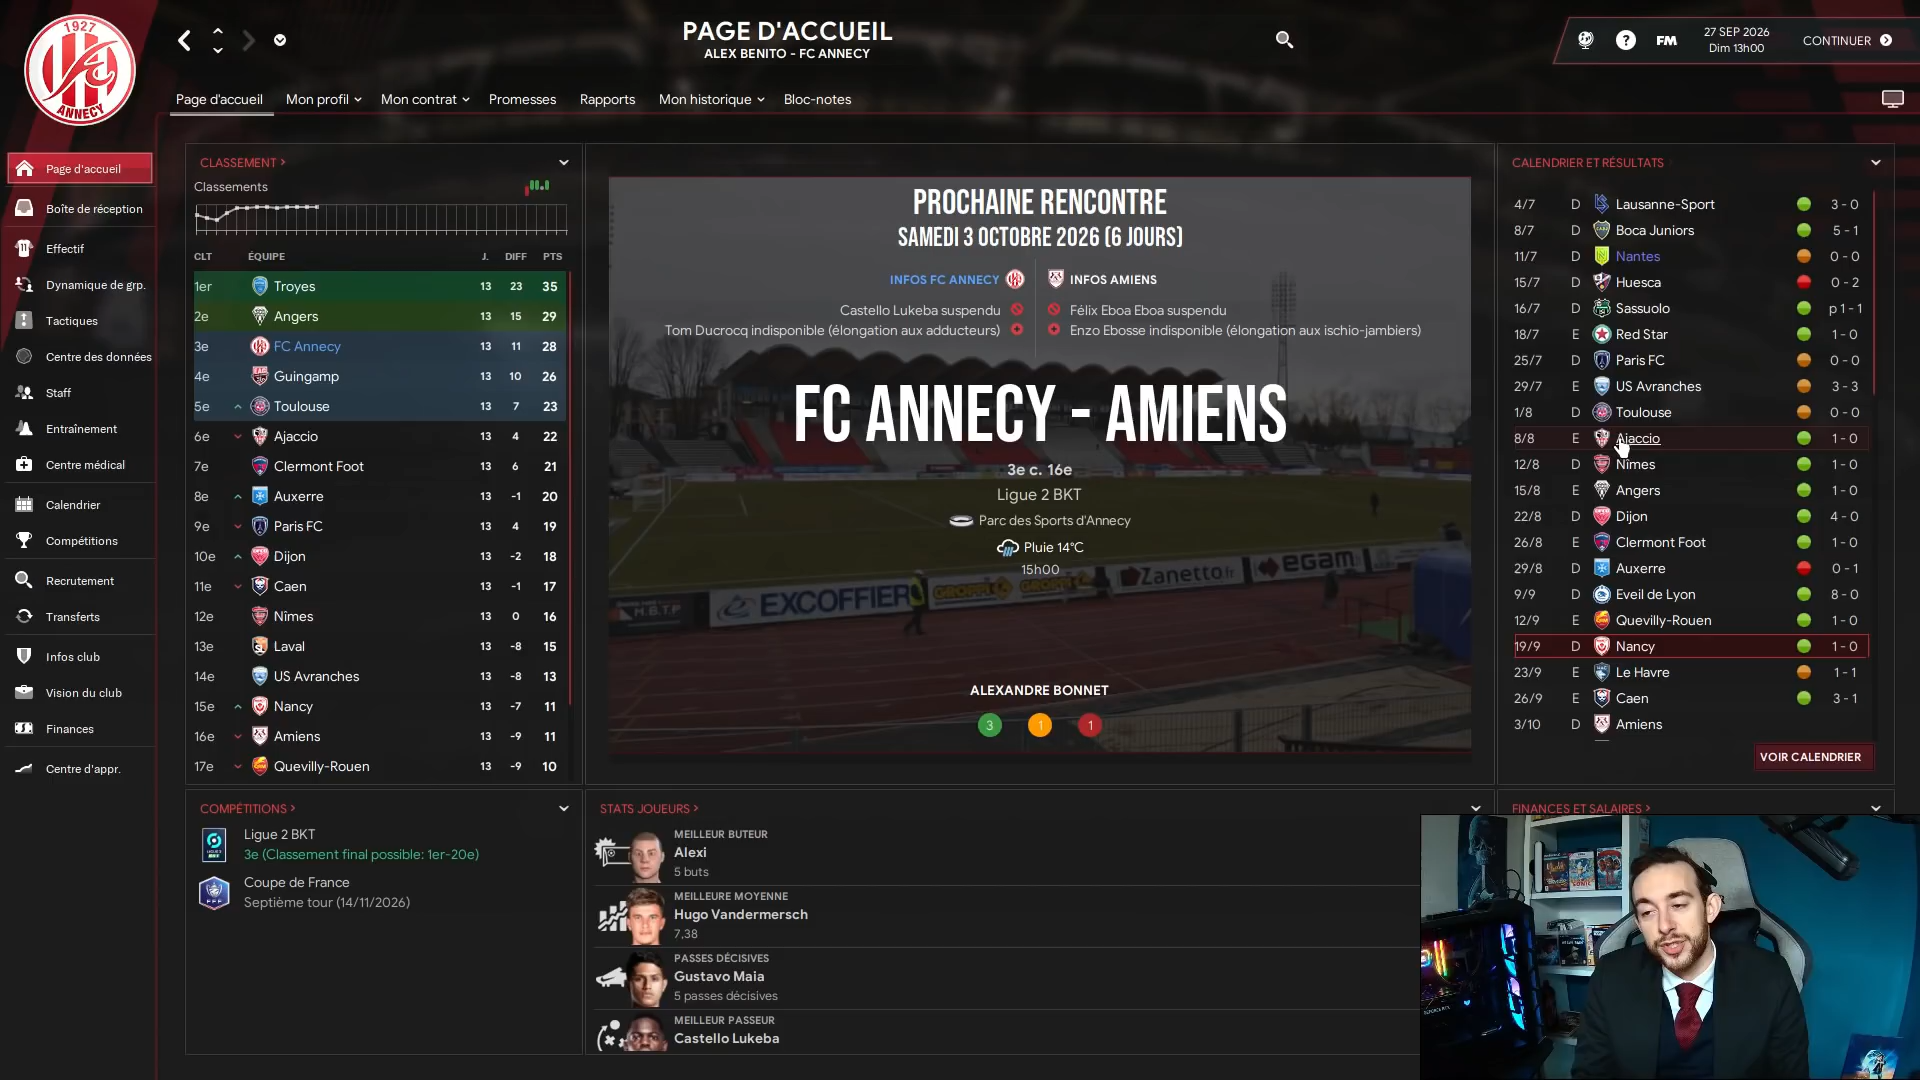 1927
ANNECY
PAGE D'ACCUEIL
ALEX BENITO - FC ANNECY
?
FM
27 SEP 2026
Dim 13h00
CONTINUER
Page d'accueil
Mon profil
Mon contrat
Promesses
Rapports
Mon historique
Bloc-notes
Page d'accueil
Boîte de réception
Effectif
Dynamique de grp.
Tactiques
Centre des données
Staff
Entraînement
Centre médical
Calendrier
Compétitions
Recrutement
Transferts
Infos club
Vision du club
Finances
Centre d'appr.
CLASSEMENT >
Classements
CLT ÉQUIPE J. DIFF PTS
1er Troyes 13 23 35
2e Angers 13 15 29
3e FC Annecy 13 11 28
4e Guingamp 13 10 26
5e Toulouse 13 7 23
6e Ajaccio 13 4 22
7e Clermont Foot 13 6 21
8e Auxerre 13 -1 20
9e Paris FC 13 4 19
10e Dijon 13 -2 18
11e Caen 13 -1 17
12e Nîmes 13 0 16
13e Laval 13 -8 15
14e US Avranches 13 -8 13
15e Nancy 13 -7 11
16e Amiens 13 -9 11
17e Quevilly-Rouen 13 -9 10
PROCHAINE RENCONTRE
SAMEDI 3 OCTOBRE 2026 (6 JOURS)
INFOS FC ANNECY
INFOS AMIENS
Castello Lukeba suspendu
Félix Eboa Eboa suspendu
Tom Ducrocq indisponible (élongation aux adducteurs)
Enzo Ebosse indisponible (élongation aux ischio-jambiers)
FC ANNECY - AMIENS
3e c. 16e
Ligue 2 BKT
Parc des Sports d'Annecy
Pluie 14°C
15h00
H.B.T.P
EXCOFFIER
GROPPI GROPPI
Zanetto.fr
egam
ALEXANDRE BONNET
3 1 1
CALENDRIER ET RÉSULTATS
4/7 D Lausanne-Sport 3 - 0
8/7 D Boca Juniors 5 - 1
11/7 D Nantes 0 - 0
15/7 D Huesca 0 - 2
16/7 D Sassuolo p 1 - 1
18/7 E Red Star 1 - 0
25/7 D Paris FC 0 - 0
29/7 E US Avranches 3 - 3
1/8 D Toulouse 0 - 0
8/8 E Ajaccio 1 - 0
12/8 D Nîmes 1 - 0
15/8 E Angers 1 - 0
22/8 D Dijon 4 - 0
26/8 E Clermont Foot 1 - 0
29/8 D Auxerre 0 - 1
9/9 D Eveil de Lyon 8 - 0
12/9 E Quevilly-Rouen 1 - 0
19/9 D Nancy 1 - 0
23/9 E Le Havre 1 - 1
26/9 E Caen 3 - 1
3/10 D Amiens
VOIR CALENDRIER
COMPÉTITIONS >
Ligue 2 BKT
3e (Classement final possible: 1er-20e)
FFF
Coupe de France
Septième tour (14/11/2026)
STATS JOUEURS >
MEILLEUR BUTEUR
Alexi
5 buts
MEILLEURE MOYENNE
Hugo Vandermersch
7,38
PASSES DÉCISIVES
Gustavo Maia
5 passes décisives
MEILLEUR PASSEUR
Castello Lukeba
FINANCES ET SALAIRES >